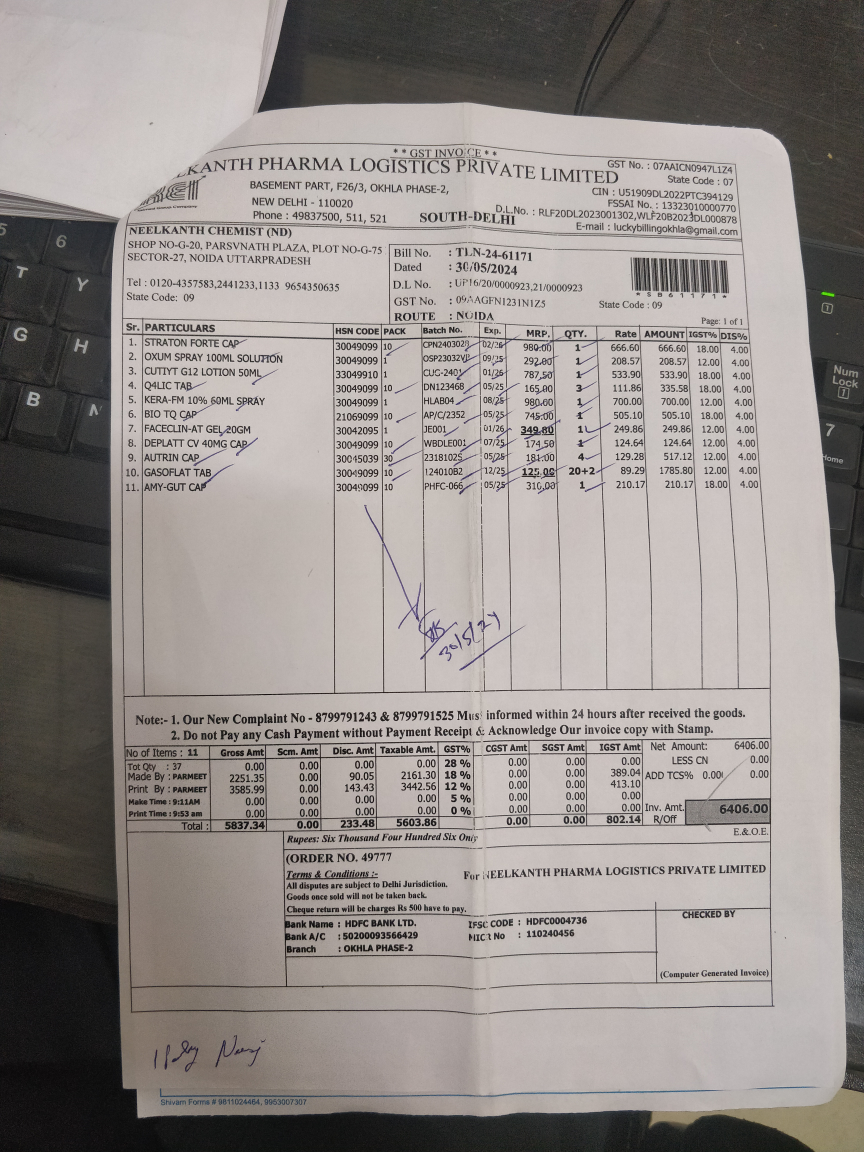 * * GST INVOICE * *
GST No. : 07AAICN0947L1Z4
ELKANTH PHARMA LOGISTICS PRIVATE LIMITED
State Code : 07
BASEMENT PART, F26/3, OKHLA PHASE-2,
CIN : U51909DL2022PTC394129
NEW DELHI - 110020
FSSAI No. : 13323010000770
Phone : 49837500, 511, 521
SOUTH-DELHI
D.L.No. : RLF20DL2023001302, WLF20B2023DL000878
E-mail : luckybillingokhla@gmail.com
NEELKANTH CHEMIST (ND)
SHOP NO-G-20, PARSVNATH PLAZA, PLOT NO-G-75
SECTOR-27, NOIDA UTTARPRADESH
Tel : 0120-4357583,2441233,1133 9654350635
State Code: 09
Bill No. : TLN-24-61171
Dated : 30/05/2024
D.L No. : UP16/20/0000923,21/0000923
GST No. : 09AAGFN1231N1Z5 State Code : 09
ROUTE : NOIDA
* S B 6 1 1 7 1 *
Page: 1 of 1
Sr. PARTICULARS HSN CODE PACK Batch No. Exp. MRP. QTY. Rate AMOUNT IGST% DIS%
1. STRATON FORTE CAP 30049099 10 02/26 980.00 1 666.60 666.60 18.00 4.00
2. OXUM SPRAY 100ML SOLUTION 30049099 1 OSP23032VP 09/25 292.00 1 208.57 208.57 12.00 4.00
3. CUTIYT G12 LOTION 50ML 33049910 1 CUG-2401 01/26 787.50 1 533.90 533.90 18.00 4.00
4. Q4LIC TAB 30049099 10 DN123468 05/25 165.80 3 111.86 335.58 18.00 4.00
5. KERA-FM 10% 60ML SPRAY 30049099 1 HLAB04 08/25 980.00 1 700.00 700.00 12.00 4.00
6. BIO TQ CAP 21069099 10 AP/C/2352 05/25 745.00 1 505.10 505.10 18.00 4.00
7. FACECLIN-AT GEL 20GM 30042095 1 JE001 01/26 349.80 1 249.86 249.86 12.00 4.00
8. DEPLATT CV 40MG CAP 30049099 10 WBDLE001 07/25 174.50 1 124.64 124.64 12.00 4.00
9. AUTRIN CAP 30045039 30 2318102S 05/25 181.00 4 129.28 517.12 12.00 4.00
10. GASOFLAT TAB 30049099 10 124010B2 12/25 125.00 20+2 89.29 1785.80 12.00 4.00
11. AMY-GUT CAP 30049099 10 PHFC-066 05/25 310.00 1 210.17 210.17 18.00 4.00
30/5/24
Note:- 1. Our New Complaint No - 8799791243 & 8799791525 Must informed within 24 hours after received the goods.
2. Do not Pay any Cash Payment without Payment Receipt & Acknowledge Our invoice copy with Stamp.
No of Items : 11 Gross Amt Scm. Amt Disc. Amt Taxable Amt. GST% CGST Amt SGST Amt IGST Amt Net Amount: 6406.00
Tot Qty : 37 0.00 0.00 0.00 0.00 28 % 0.00 0.00 0.00 LESS CN 0.00
Made By : PARMEET 2251.35 0.00 90.05 2161.30 18 % 0.00 0.00 389.04 ADD TCS% 0.00 0.00
Print By : PARMEET 3585.99 0.00 143.43 3442.56 12 % 0.00 0.00 413.10
Make Time : 9:11AM 0.00 0.00 0.00 0.00 5 % 0.00 0.00 0.00
Print Time : 9:53 am 0.00 0.00 0.00 0.00 0 % 0.00 0.00 0.00 Inv. Amt. 6406.00
Total : 5837.34 0.00 233.48 5603.86 0.00 0.00 802.14 R/Off
E.&.O.E.
Rupees: Six Thousand Four Hundred Six Only
(ORDER NO. 49777
Terms & Conditions :-
For NEELKANTH PHARMA LOGISTICS PRIVATE LIMITED
All disputes are subject to Delhi Jurisdiction.
Goods once sold will not be taken back.
Cheque return will be charges Rs 500 have to pay.
Bank Name : HDFC BANK LTD. IFSC CODE : HDFC0004736
Bank A/C : 50200093566429 MICR No : 110240456
Branch : OKHLA PHASE-2
CHECKED BY
(Computer Generated Invoice)
Shivam Forms # 9811024464, 9953007307
5
6
T
Y
G
H
B
N
Num
Lock
7
Home